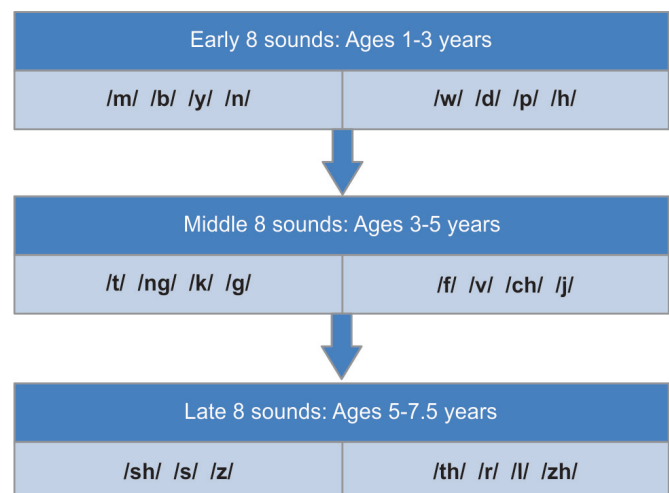 Early 8 sounds: Ages 1-3 years
/m/ /b/ /y/ /n/
/w/ /d/ /p/ /h/
Middle 8 sounds: Ages 3-5 years
/t/ /ng/ /k/ /g/
/f/ /v/ /ch/ /j/
Late 8 sounds: Ages 5-7.5 years
/sh/ /s/ /z/
/th/ /r/ /l/ /zh/